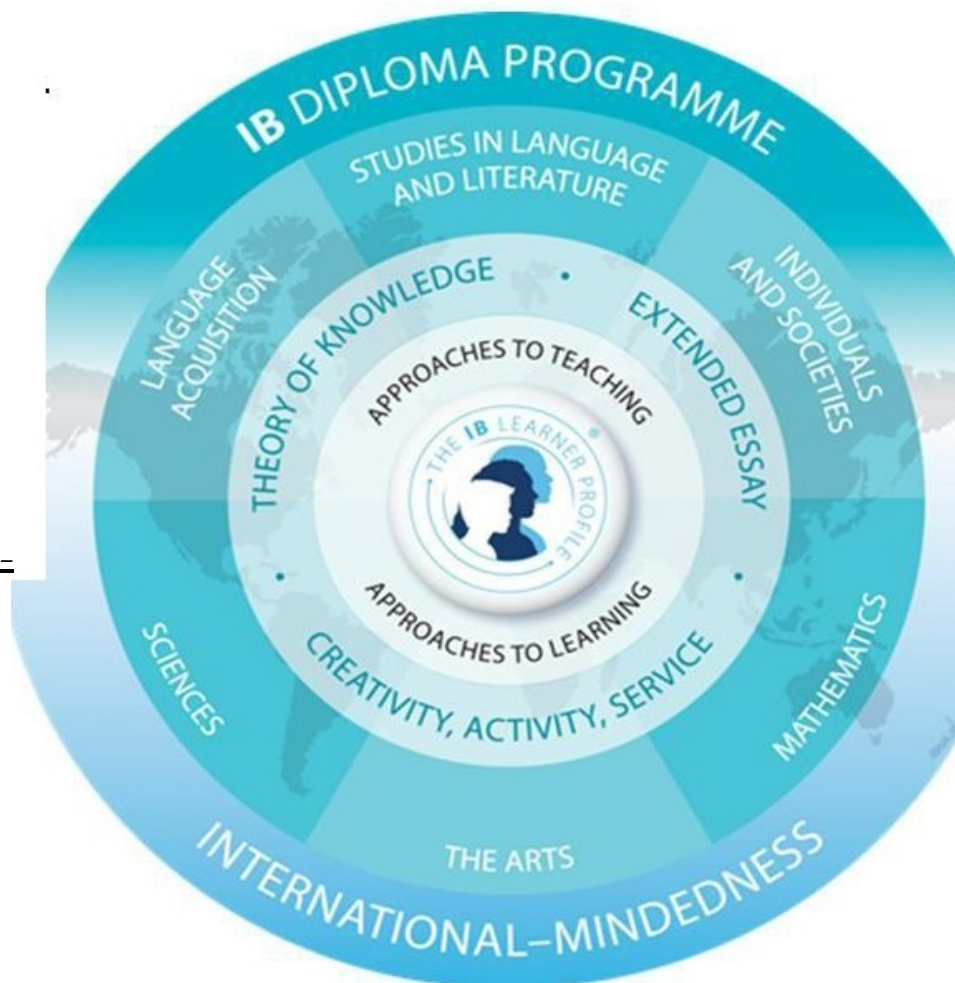 IB DIPLOMA PROGRAMME
STUDIES IN LANGUAGE
AND LITERATURE
LANGUAGE
ACQUISITION
INDIVIDUALS
AND SOCIETIES
THEORY OF KNOWLEDGE
EXTENDED ESSAY
APPROACHES TO TEACHING
THE IB LEARNER PROFILE ®
APPROACHES TO LEARNING
CREATIVITY, ACTIVITY, SERVICE
SCIENCES
MATHEMATICS
THE ARTS
INTERNATIONAL–MINDEDNESS